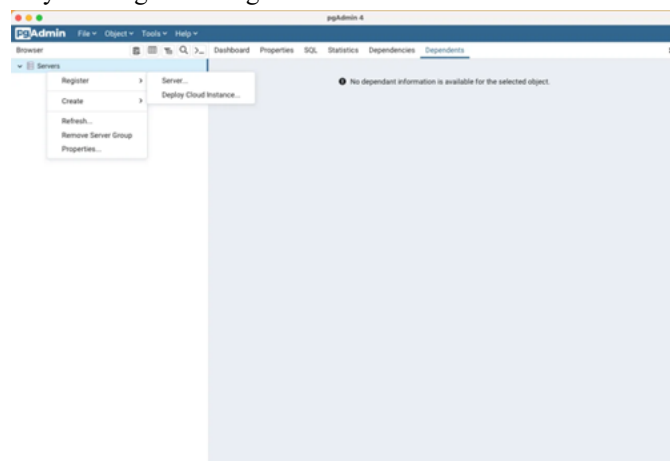 pgAdmin 4
pgAdmin File Object Tools Help
Browser Dashboard Properties SQL Statistics Dependencies Dependents
Servers
No dependant information is available for the selected object.
Register Server...
Deploy Cloud Instance...
Create
Refresh...
Remove Server Group
Properties...